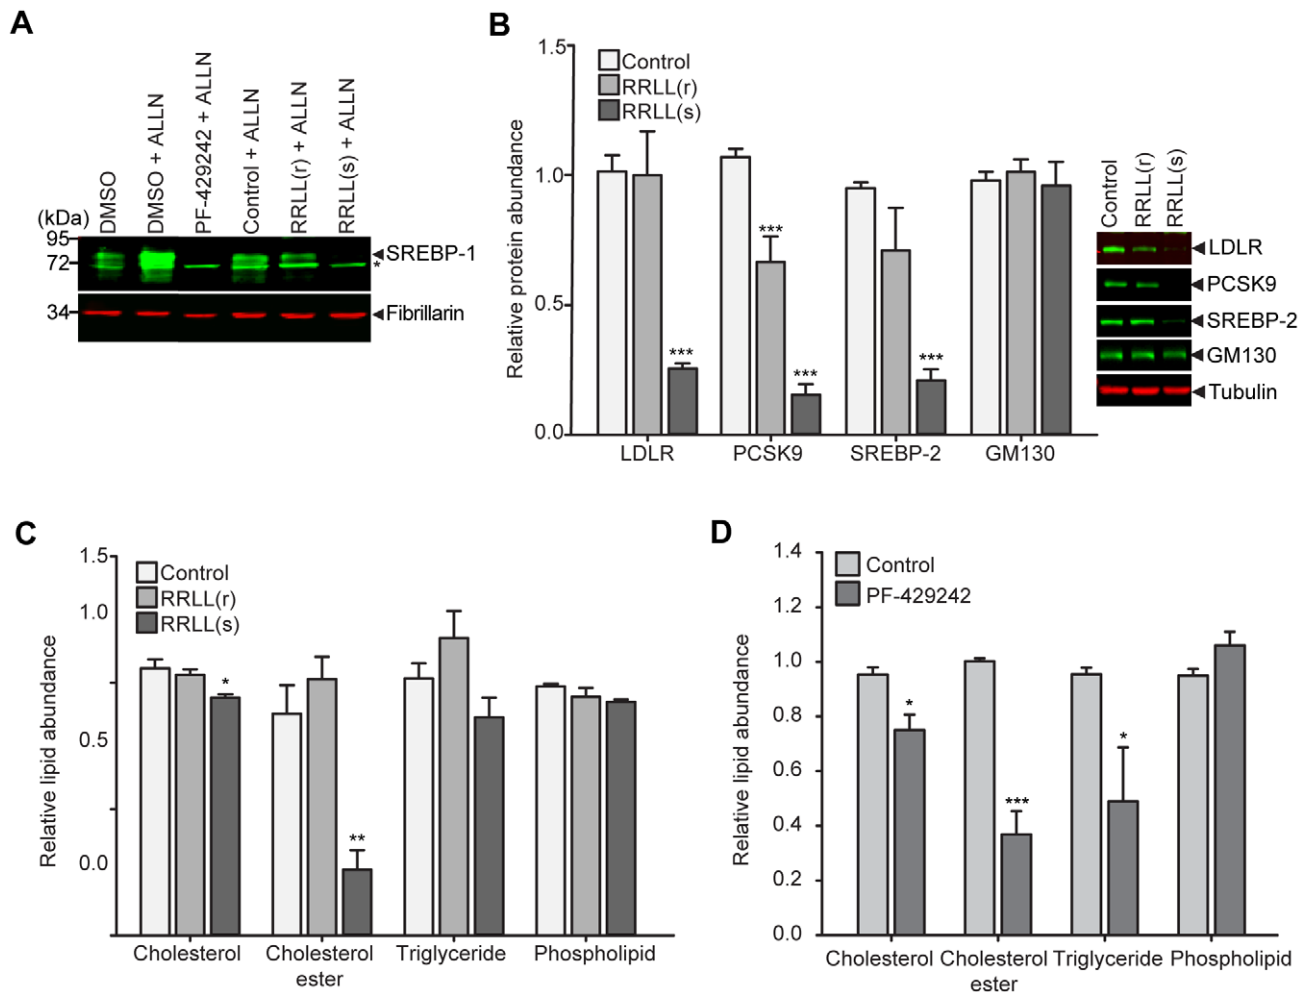 A
DMSO
DMSO + ALLN
PF-429242 + ALLN
Control + ALLN
RRLL(r) + ALLN
RRLL(s) + ALLN
(kDa)
95
72
34
SREBP-1
*
Fibrillarin
B
Relative protein abundance
1.5
1.0
0.5
0.0
Control
RRLL(r)
RRLL(s)
***
***
***
***
LDLR
PCSK9
SREBP-2
GM130
Control
RRLL(r)
RRLL(s)
LDLR
PCSK9
SREBP-2
GM130
Tubulin
C
Relative lipid abundance
1.5
1.0
0.5
0.0
Control
RRLL(r)
RRLL(s)
*
**
Cholesterol
Cholesterol
ester
Triglyceride
Phospholipid
D
Relative lipid abundance
1.4
1.2
1.0
0.8
0.6
0.4
0.2
0.0
Control
PF-429242
*
***
*
Cholesterol
Cholesterol
ester
Triglyceride
Phospholipid